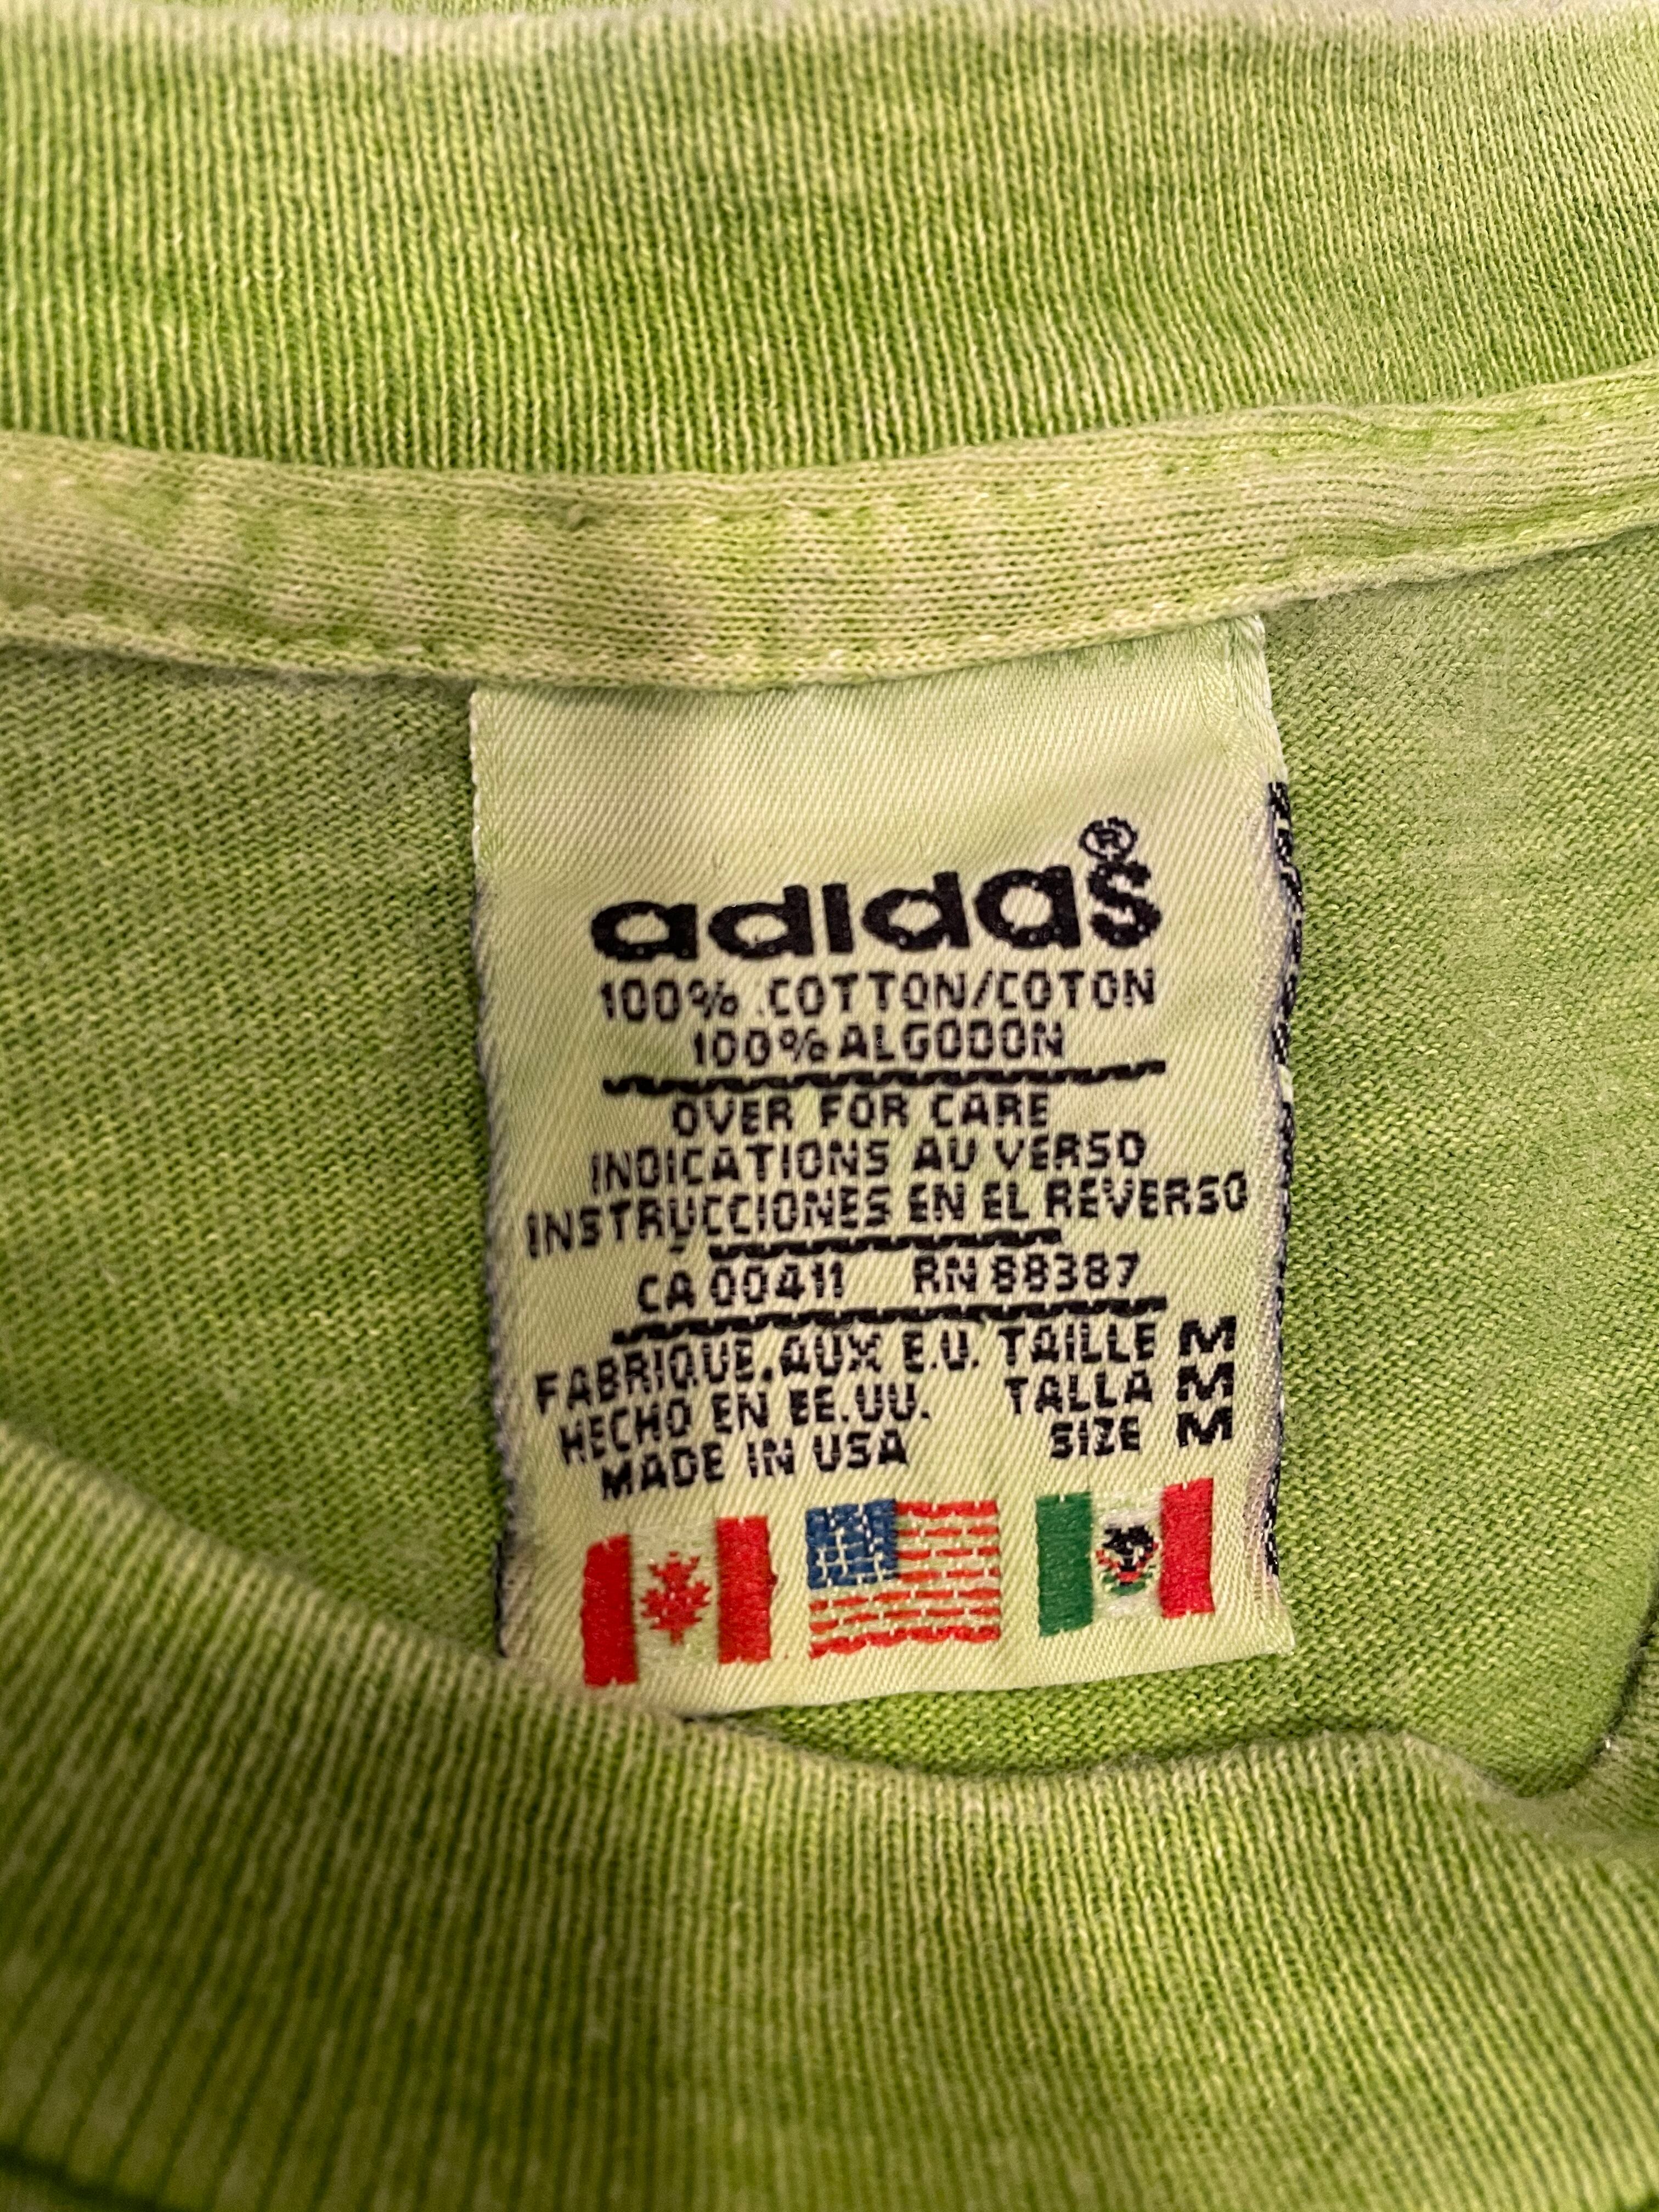 adidas®
100% COTTON/COTON
100% ALGODON
OVER FOR CARE
INDICATIONS AU VERSO
INSTRUCCIONES EN EL REVERSO
CA 00411 RN 88387
FABRIQUE AUX E.U. TAILLE M
HECHO EN EE.UU. TALLA M
MADE IN USA SIZE M